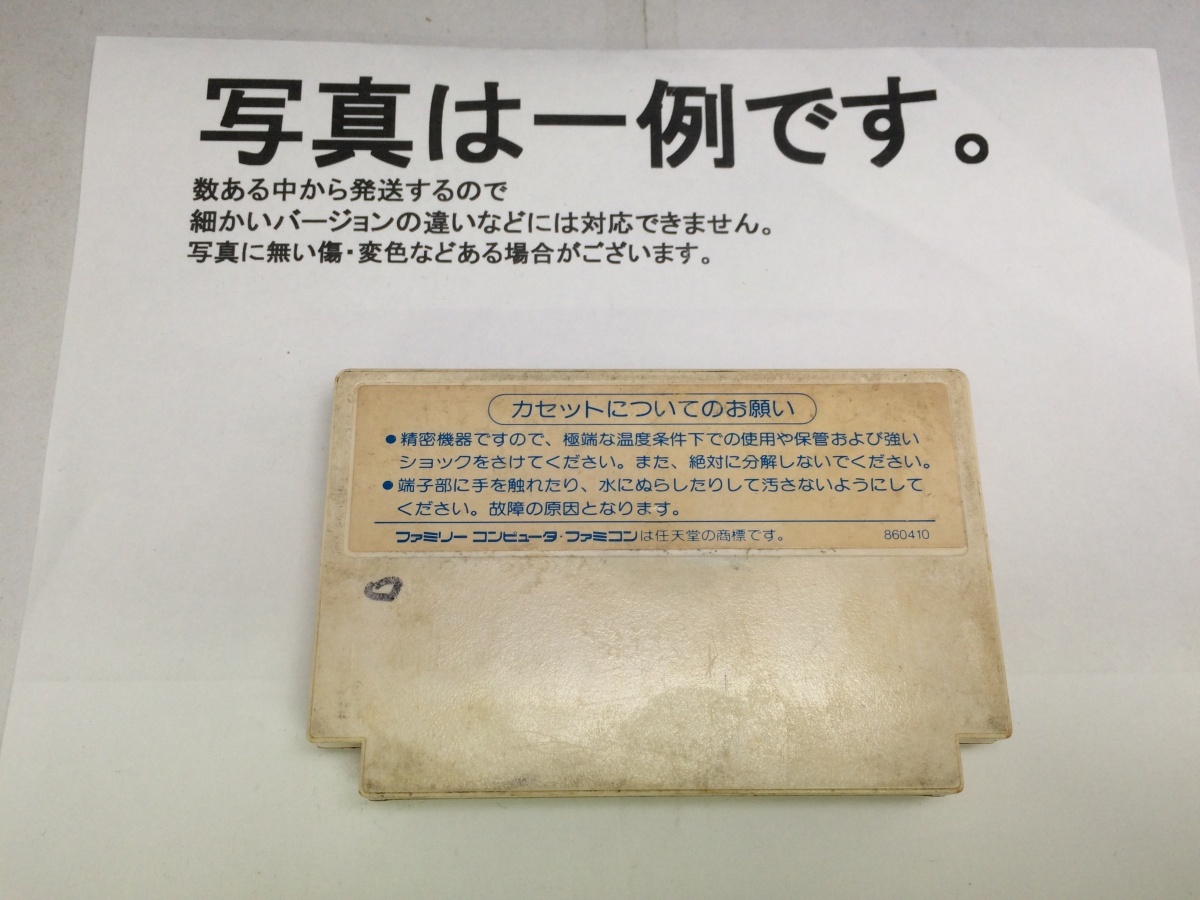 写真は一例です。
数ある中から発送するので
細かいバージョンの違いなどには対応できません。
写真に無い傷・変色などある場合がございます。
カセットについてのお願い
●精密機器ですので、極端な温度条件下での使用や保管および強い
ショックをさけてください。また、絶対に分解しないでください。
●端子部に手を触れたり、水にぬらしたりして汚さないようにして
ください。故障の原因となります。
ファミリーコンピュータ・ファミコンは任天堂の商標です。 860410